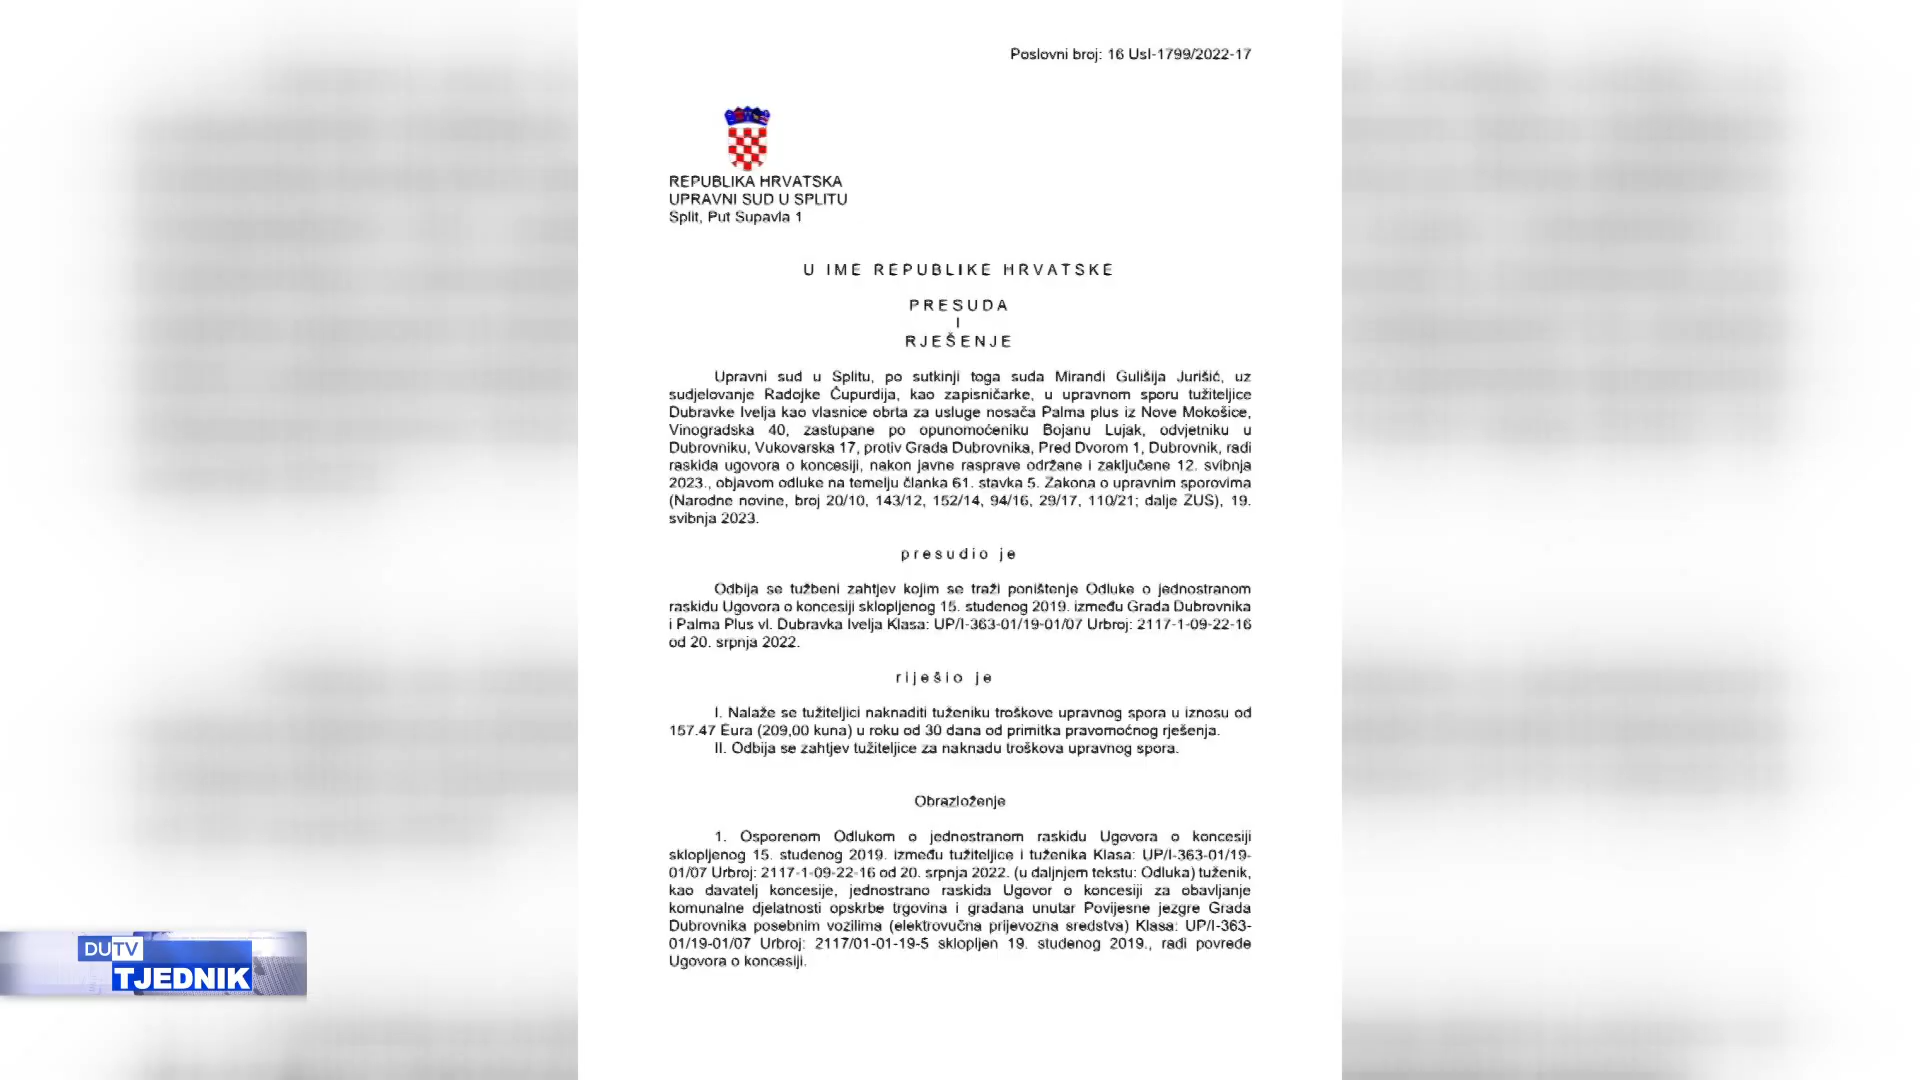 Poslovni broj: 16 UsI-1799/2022-17
REPUBLIKA HRVATSKA
UPRAVNI SUD U SPLITU
Split, Put Supavla 1
U IME REPUBLIKE HRVATSKE
PRESUDA
I
RJEŠENJE
Upravni sud u Splitu, po sutkinji toga suda Mirandi Gulišija Jurišić, uz
sudjelovanje Radojke Čupurdija, kao zapisničarke, u upravnom sporu tužiteljice
Dubravke Ivelja kao vlasnice obrta za usluge nosača Palma plus iz Nove Mokošice,
Vinogradska 40, zastupane po opunomoćeniku Bojanu Lujak, odvjetniku u
Dubrovniku, Vukovarska 17, protiv Grada Dubrovnika, Pred Dvorom 1, Dubrovnik, radi
raskida ugovora o koncesiji, nakon javne rasprave održane i zaključene 12. svibnja
2023., objavom odluke na temelju članka 61. stavka 5. Zakona o upravnim sporovima
(Narodne novine, broj 20/10, 143/12, 152/14, 94/16, 29/17, 110/21; dalje ZUS), 19.
svibnja 2023.
presudio je
Odbija se tužbeni zahtjev kojim se traži poništenje Odluke o jednostranom
raskidu Ugovora o koncesiji sklopljenog 15. studenog 2019. između Grada Dubrovnika
i Palma Plus vl. Dubravka Ivelja Klasa: UP/I-363-01/19-01/07 Urbroj: 2117-1-09-22-16
od 20. srpnja 2022.
riješio je
I. Nalaže se tužiteljici naknaditi tuženiku troškove upravnog spora u iznosu od
157.47 Eura (209,00 kuna) u roku od 30 dana od primitka pravomoćnog rješenja.
II. Odbija se zahtjev tužiteljice za naknadu troškova upravnog spora.
Obrazloženje
1. Osporenom Odlukom o jednostranom raskidu Ugovora o koncesiji
sklopljenog 15. studenog 2019. između tužiteljice i tuženika Klasa: UP/I-363-01/19-
01/07 Urbroj: 2117-1-09-22-16 od 20. srpnja 2022. (u daljnjem tekstu: Odluka) tuženik,
kao davatelj koncesije, jednostrano raskida Ugovor o koncesiji za obavljanje
komunalne djelatnosti opskrbe trgovina i građana unutar Povijesne jezgre Grada
Dubrovnika posebnim vozilima (elektrovučna prijevozna sredstva) Klasa: UP/I-363-
01/19-01/07 Urbroj: 2117/01-01-19-5 sklopljen 19. studenog 2019., radi povrede
Ugovora o koncesiji.
DUTV
TJEDNIK